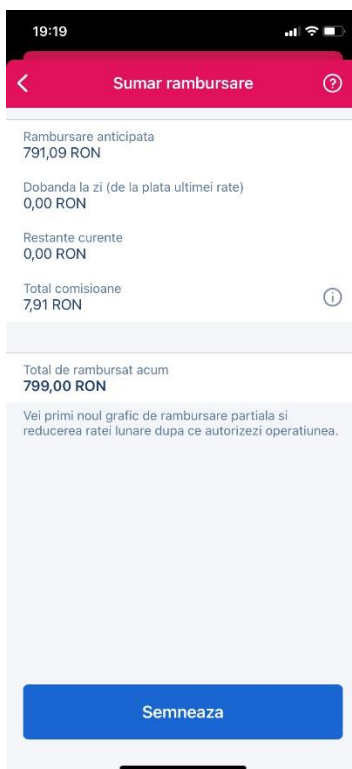 19:19
Sumar rambursare
Rambursare anticipata
791,09 RON
Dobanda la zi (de la plata ultimei rate)
0,00 RON
Restante curente
0,00 RON
Total comisioane
7,91 RON
Total de rambursat acum
799,00 RON
Vei primi noul grafic de rambursare partiala si
reducerea ratei lunare dupa ce autorizezi operatiunea.
Semneaza